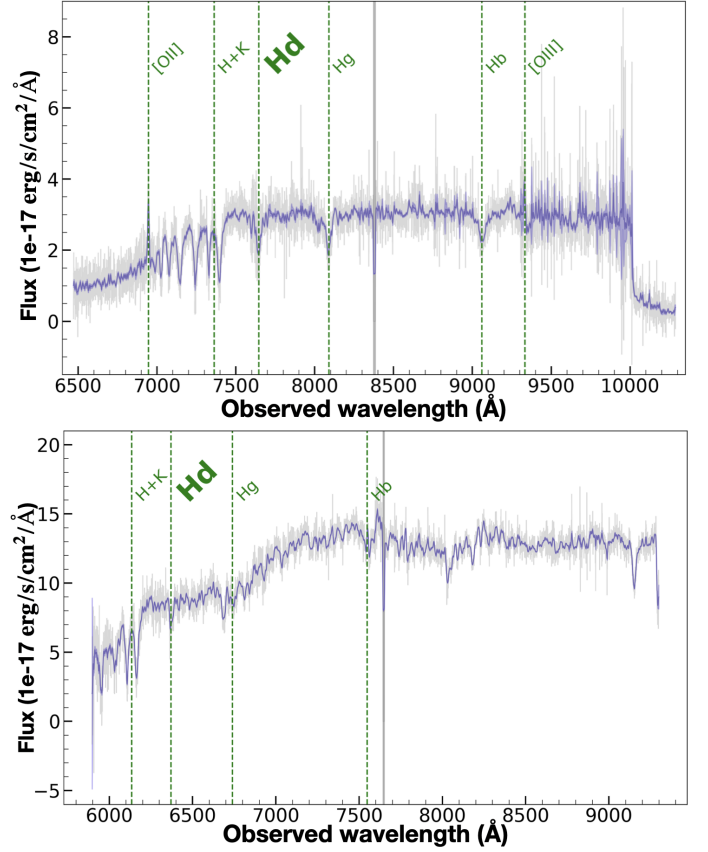 8
6
4
2
0
Flux (1e-17 erg/s/cm²/Å)
[OII]
H+K
Hd
Hg
Hb
[OIII]
6500 7000 7500 8000 8500 9000 9500 10000
Observed wavelength (Å)
20
15
10
5
0
−5
Flux (1e-17 erg/s/cm²/Å)
H+K
Hd
Hg
Hb
6000 6500 7000 7500 8000 8500 9000
Observed wavelength (Å)